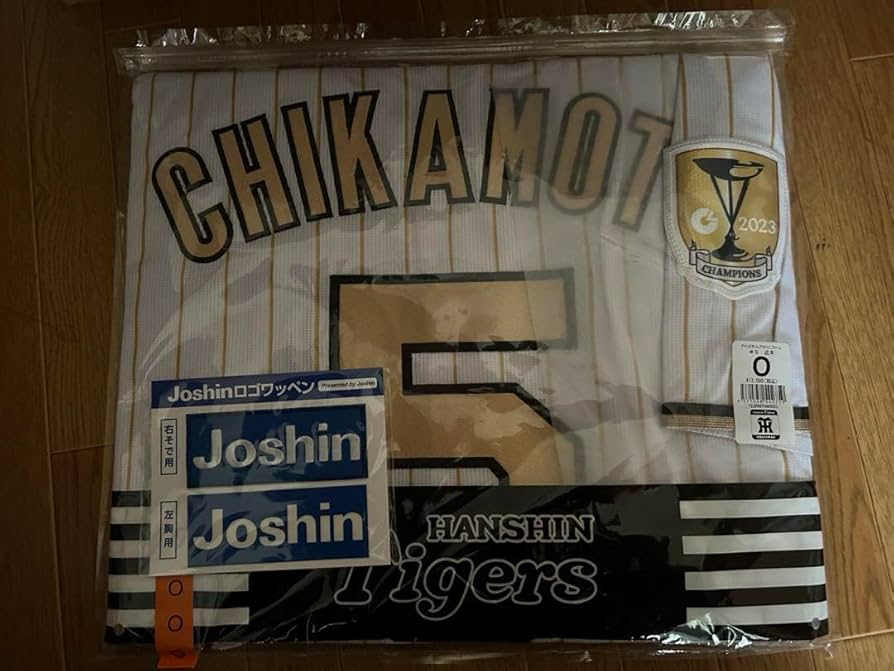 CHIKAMOT
2023
CHAMPIONS
5
O
Joshinロゴワッペン
Presented by Joshin
右そで用
Joshin
左胸用
Joshin
HANSHIN
Tigers
O
O